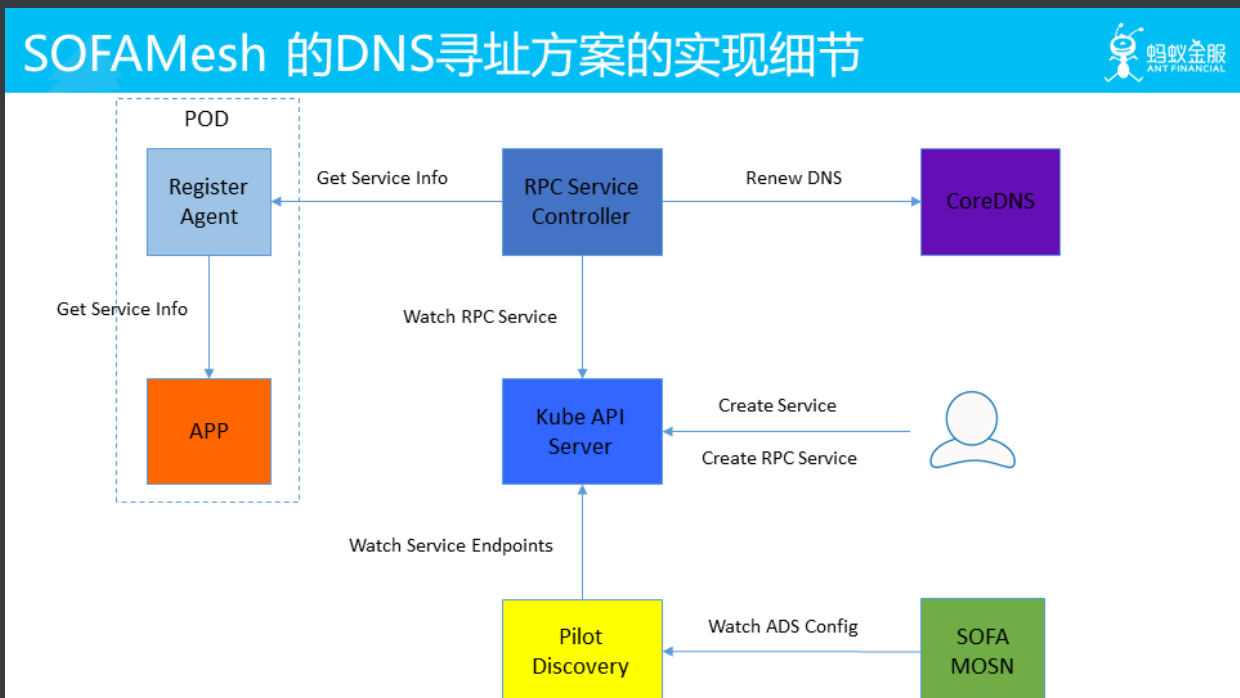 SOFAMesh 的DNS寻址方案的实现细节
蚂蚁金服
ANT FINANCIAL
POD
Register
Agent
Get Service Info
RPC Service
Controller
Renew DNS
CoreDNS
Get Service Info
Watch RPC Service
APP
Kube API
Server
Create Service
Create RPC Service
Watch Service Endpoints
Pilot
Discovery
Watch ADS Config
SOFA
MOSN